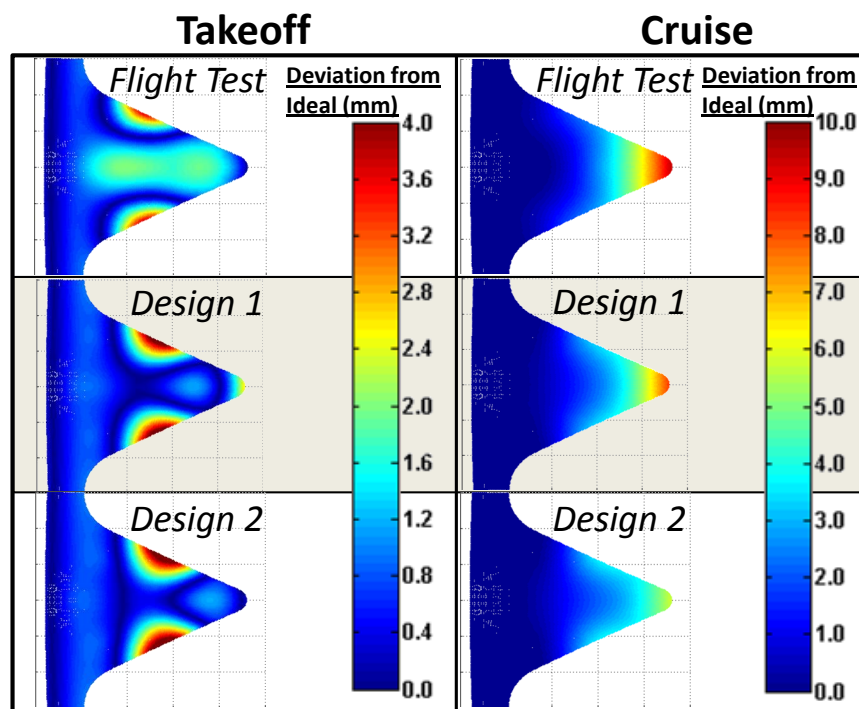 Takeoff
Cruise
Flight Test
Deviation from
Ideal (mm)
4.0
3.6
3.2
2.8
2.4
2.0
1.6
1.2
0.8
0.4
0.0
Design 1
Design 2
Flight Test
Deviation from
Ideal (mm)
10.0
9.0
8.0
7.0
6.0
5.0
4.0
3.0
2.0
1.0
0.0
Design 1
Design 2